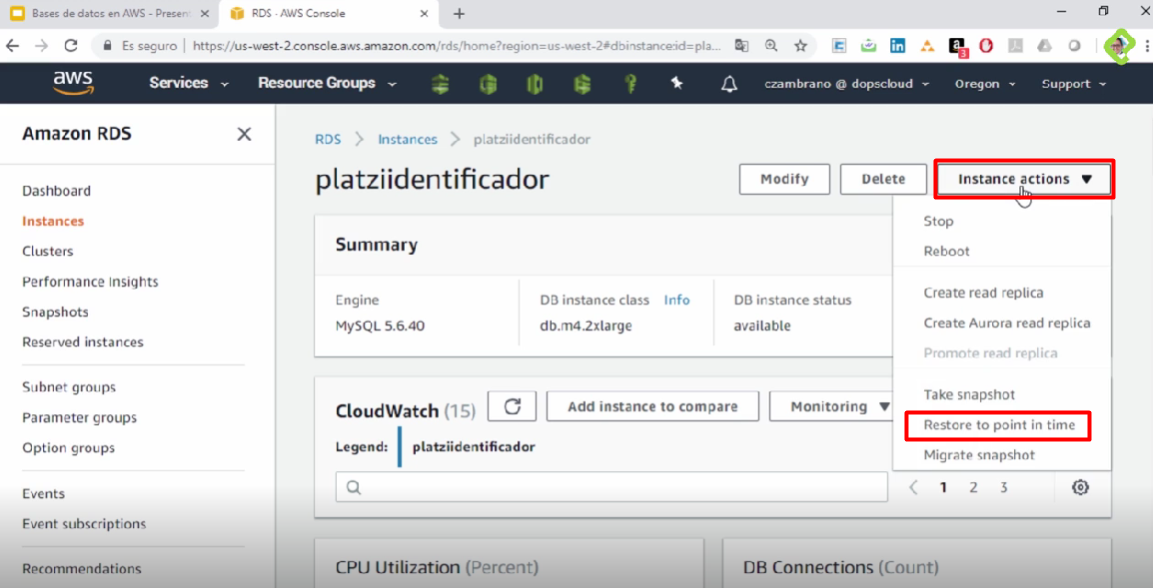 Bases de datos en AWS - Present
RDS - AWS Console
Es seguro
https://us-west-2.console.aws.amazon.com/rds/home?region=us-west-2#dbinstance:id=pla...
3
aws
Services
Resource Groups
czambrano @ dopscloud
Oregon
Support
Amazon RDS
Dashboard
Instances
Clusters
Performance Insights
Snapshots
Reserved instances
Subnet groups
Parameter groups
Option groups
Events
Event subscriptions
Recommendations
RDS > Instances > platziidentificador
platziidentificador
Modify
Delete
Instance actions
Stop
Reboot
Create read replica
Create Aurora read replica
Promote read replica
Take snapshot
Restore to point in time
Migrate snapshot
Summary
Engine
MySQL 5.6.40
DB instance class Info
db.m4.2xlarge
DB instance status
available
CloudWatch (15)
Add instance to compare
Monitoring
Legend: platziidentificador
1 2 3
CPU Utilization (Percent)
DB Connections (Count)